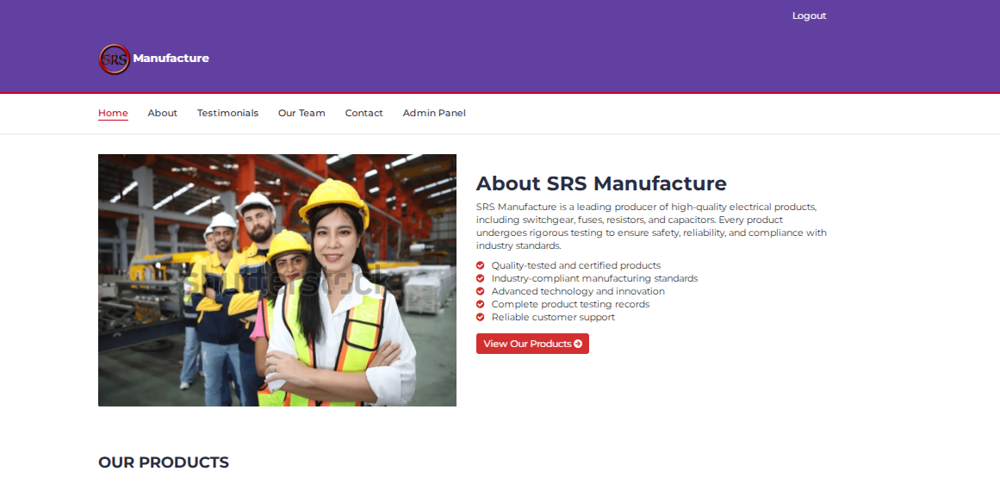 Logout
SRS Manufacture
Home About Testimonials Our Team Contact Admin Panel
About SRS Manufacture
SRS Manufacture is a leading producer of high-quality electrical products,
including switchgear, fuses, resistors, and capacitors. Every product
undergoes rigorous testing to ensure safety, reliability, and compliance with
industry standards.
Quality-tested and certified products
Industry-compliant manufacturing standards
Advanced technology and innovation
Complete product testing records
Reliable customer support
View Our Products
shutterstock
OUR PRODUCTS